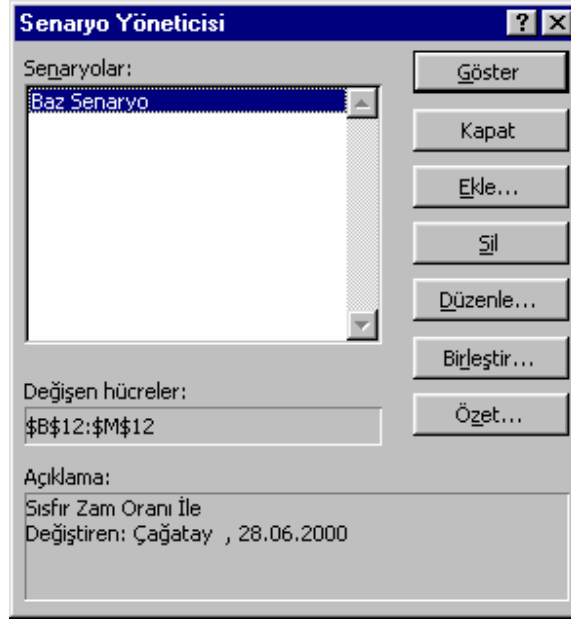 Senaryo Yöneticisi
Senaryolar:
Baz Senaryo
Göster
Kapat
Ekle...
Sil
Düzenle...
Birleştir...
Özet...
Değişen hücreler:
$B$12:$M$12
Açıklama:
Sısfır Zam Oranı İle
Değiştiren: Çağatay , 28.06.2000